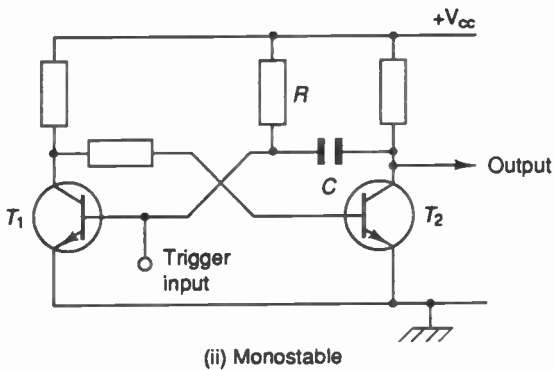 +Vcc
R
C
Output
T1
T2
Trigger
input
(ii) Monostable